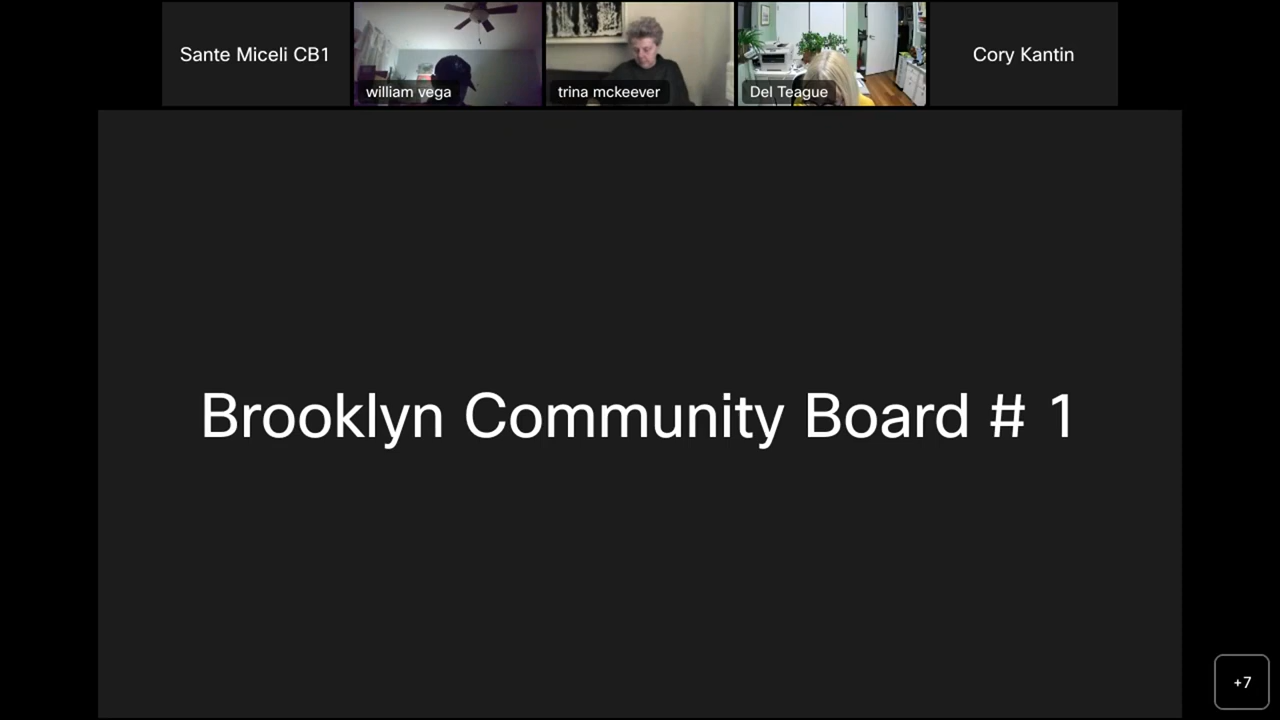 Sante Miceli CB1
william vega
trina mckeever
Del Teague
Cory Kantin
Brooklyn Community Board # 1
+7